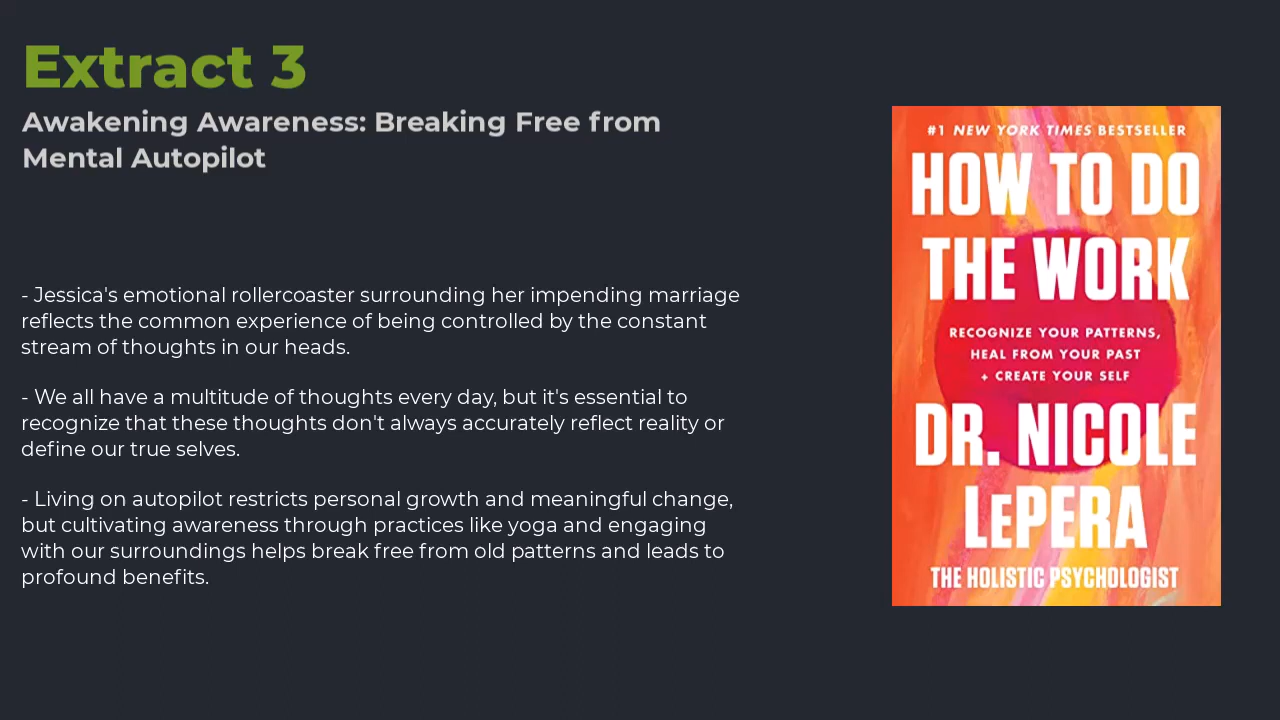 Extract 3
Awakening Awareness: Breaking Free from
Mental Autopilot
- Jessica's emotional rollercoaster surrounding her impending marriage
reflects the common experience of being controlled by the constant
stream of thoughts in our heads.
- We all have a multitude of thoughts every day, but it's essential to
recognize that these thoughts don't always accurately reflect reality or
define our true selves.
- Living on autopilot restricts personal growth and meaningful change,
but cultivating awareness through practices like yoga and engaging
with our surroundings helps break free from old patterns and leads to
profound benefits.
#1 NEW YORK TIMES BESTSELLER
HOW TO DO
THE WORK
RECOGNIZE YOUR PATTERNS,
HEAL FROM YOUR PAST
+ CREATE YOUR SELF
DR. NICOLE
LEPERA
THE HOLISTIC PSYCHOLOGIST